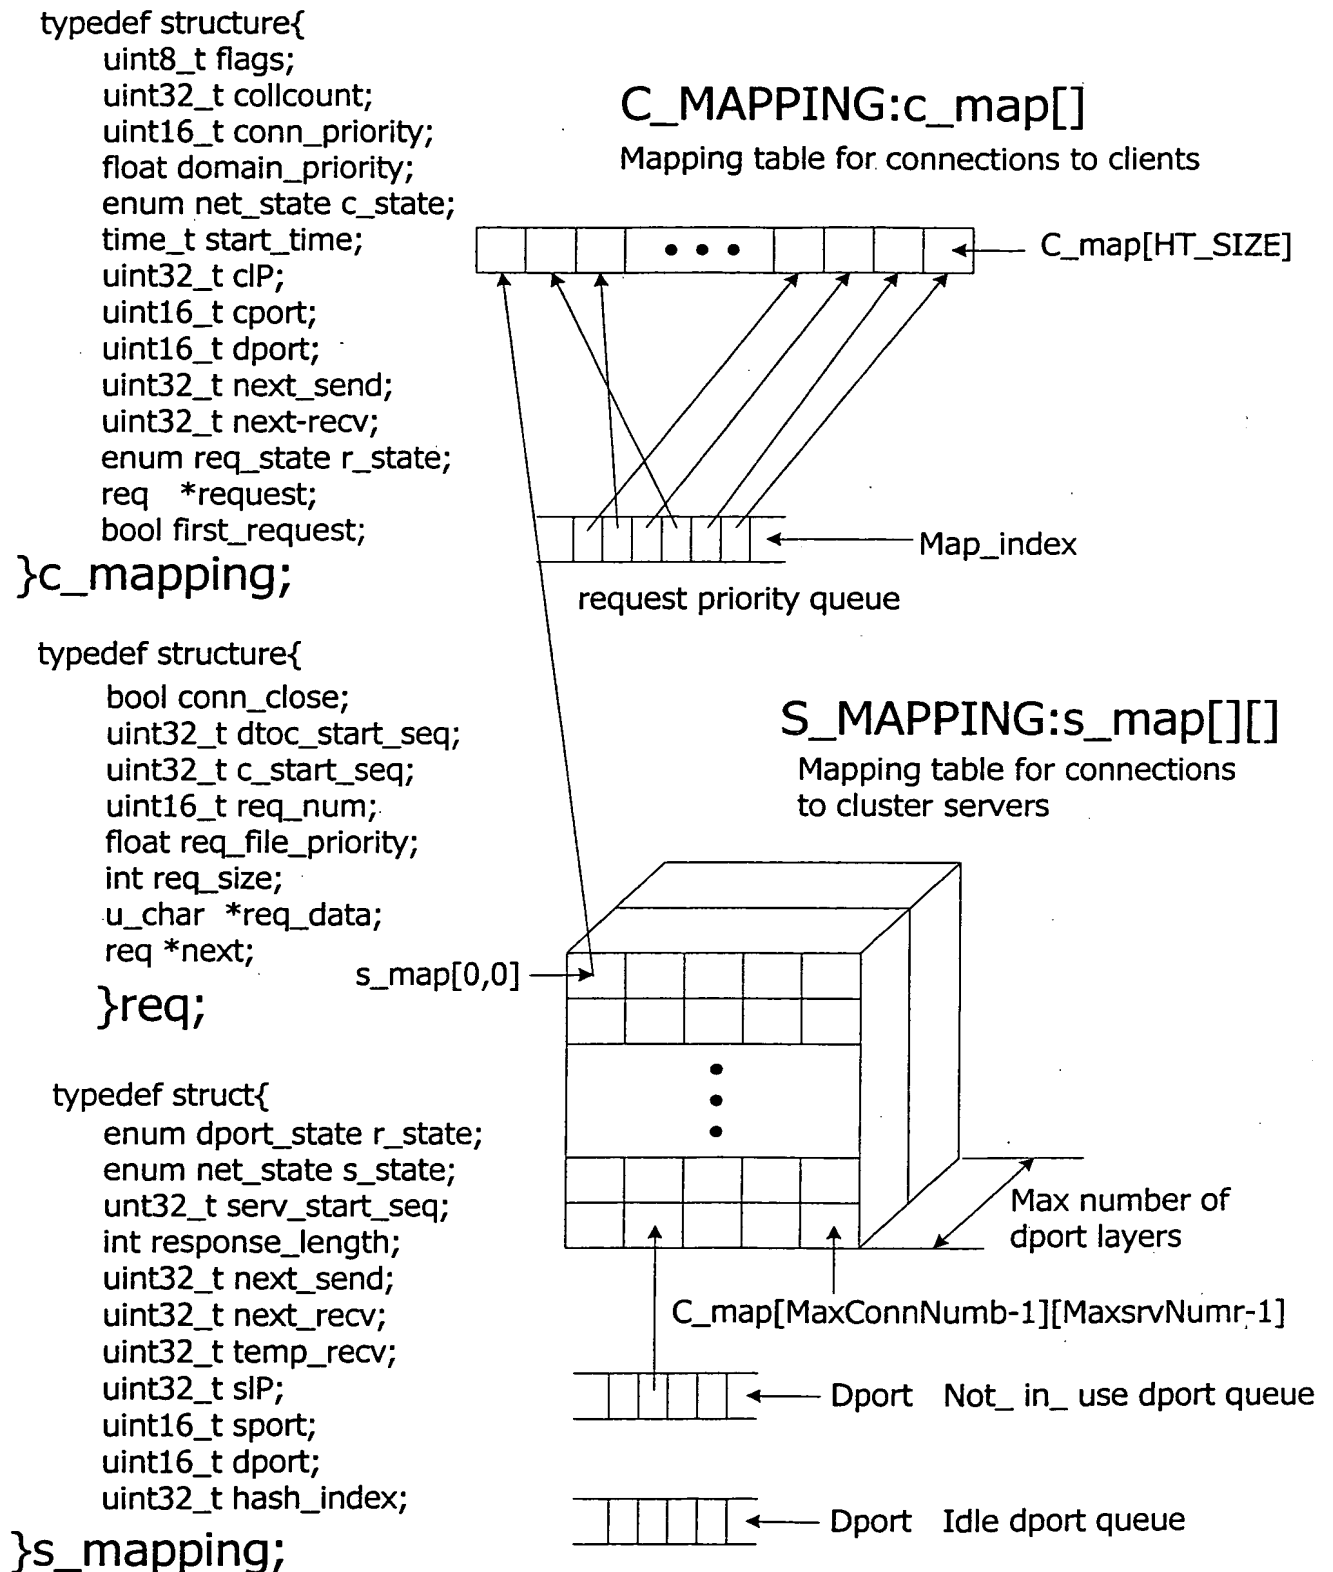 typedef structure{
uint8_t flags;
uint32_t collcount;
uint16_t conn_priority;
float domain_priority;
enum net_state c_state;
time_t start_time;
uint32_t cIP;
uint16_t cport;
uint16_t dport;
uint32_t next_send;
uint32_t next-recv;
enum req_state r_state;
req *request;
bool first_request;
}c_mapping;
typedef structure{
bool conn_close;
uint32_t dtoc_start_seq;
uint32_t c_start_seq;
uint16_t req_num;
float req_file_priority;
int req_size;
u_char *req_data;
req *next;
}req;
typedef struct{
enum dport_state r_state;
enum net_state s_state;
unt32_t serv_start_seq;
int response_length;
uint32_t next_send;
uint32_t next_recv;
uint32_t temp_recv;
uint32_t sIP;
uint16_t sport;
uint16_t dport;
uint32_t hash_index;
}s_mapping;
C_MAPPING:c_map[]
Mapping table for connections to clients
C_map[HT_SIZE]
Map_index
request priority queue
S_MAPPING:s_map[][]
Mapping table for connections
to cluster servers
s_map[0,0]
Max number of
dport layers
C_map[MaxConnNumb-1][MaxsrvNumr-1]
Dport Not_ in_ use dport queue
Dport Idle dport queue